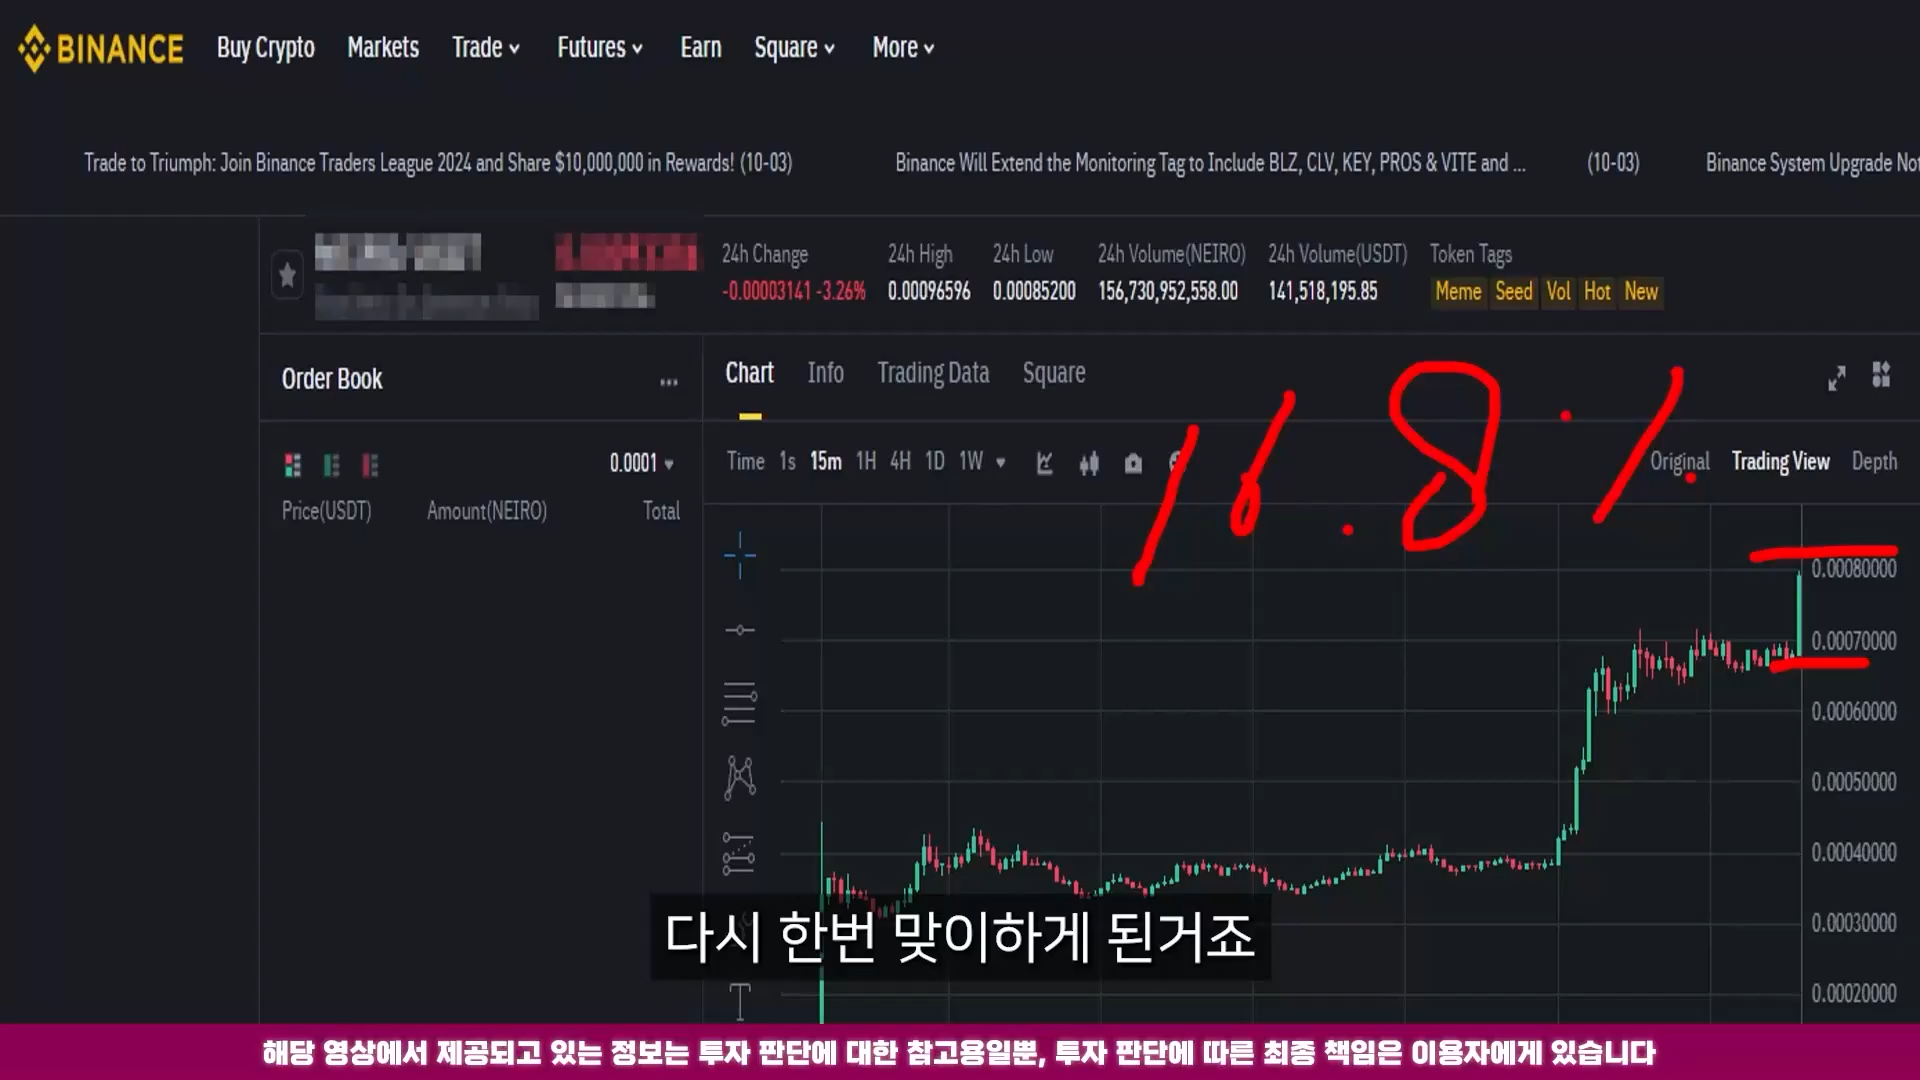 BINANCE Buy Crypto Markets Trade Futures Earn Square More
Trade to Triumph: Join Binance Traders League 2024 and Share $10,000,000 in Rewards! (10-03) Binance Will Extend the Monitoring Tag to Include BLZ, CLV, KEY, PROS & VITE and ... (10-03) Binance System Upgrade Not
24h Change 24h High 24h Low 24h Volume(NEIRO) 24h Volume(USDT) Token Tags
-0.00003141 -3.26% 0.00096596 0.00085200 156,730,952,558.00 141,518,195.85 Meme Seed Vol Hot New
Order Book ... Chart Info Trading Data Square
16.8%
0.0001 Time 1s 15m 1H 4H 1D 1W Original Trading View Depth
Price(USDT) Amount(NEIRO) Total
0.00080000
0.00070000
0.00060000
0.00050000
0.00040000
0.00030000
0.00020000
다시 한번 맞이하게 된거죠
해당 영상에서 제공되고 있는 정보는 투자 판단에 대한 참고용일뿐, 투자 판단에 따른 최종 책임은 이용자에게 있습니다